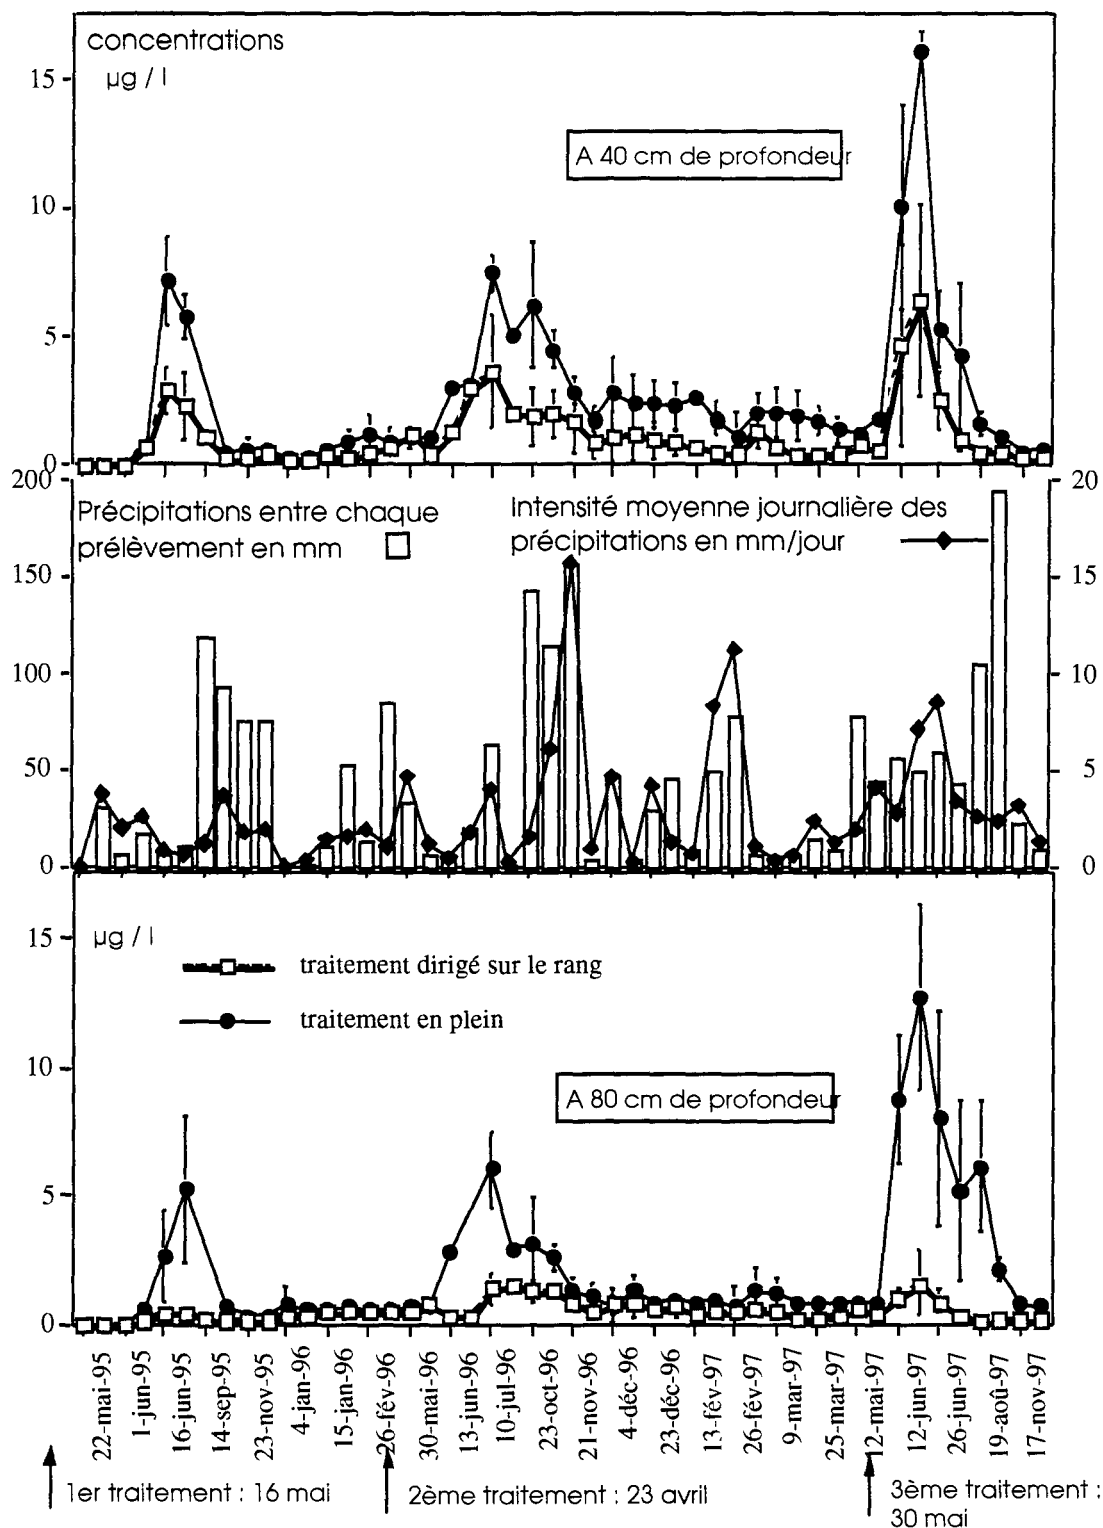 concentrations
µg / l
15
A 40 cm de profondeur
10
5
0
200
20
Précipitations entre chaque
prélèvement en mm
Intensité moyenne journalière des
précipitations en mm/jour
150
15
100
10
50
5
0
0
µg / l
15
traitement dirigé sur le rang
traitement en plein
10
A 80 cm de profondeur
5
0
22-mai-95
1-jun-95
16-jun-95
14-sep-95
23-nov-95
4-jan-96
15-jan-96
26-fév-96
30-mai-96
13-jun-96
10-jul-96
23-oct-96
21-nov-96
4-déc-96
23-déc-96
13-fév-97
26-fév-97
9-mar-97
25-mar-97
12-mai-97
12-jun-97
26-jun-97
19-aoû-97
17-nov-97
1er traitement : 16 mai
2ème traitement : 23 avril
3ème traitement :
30 mai